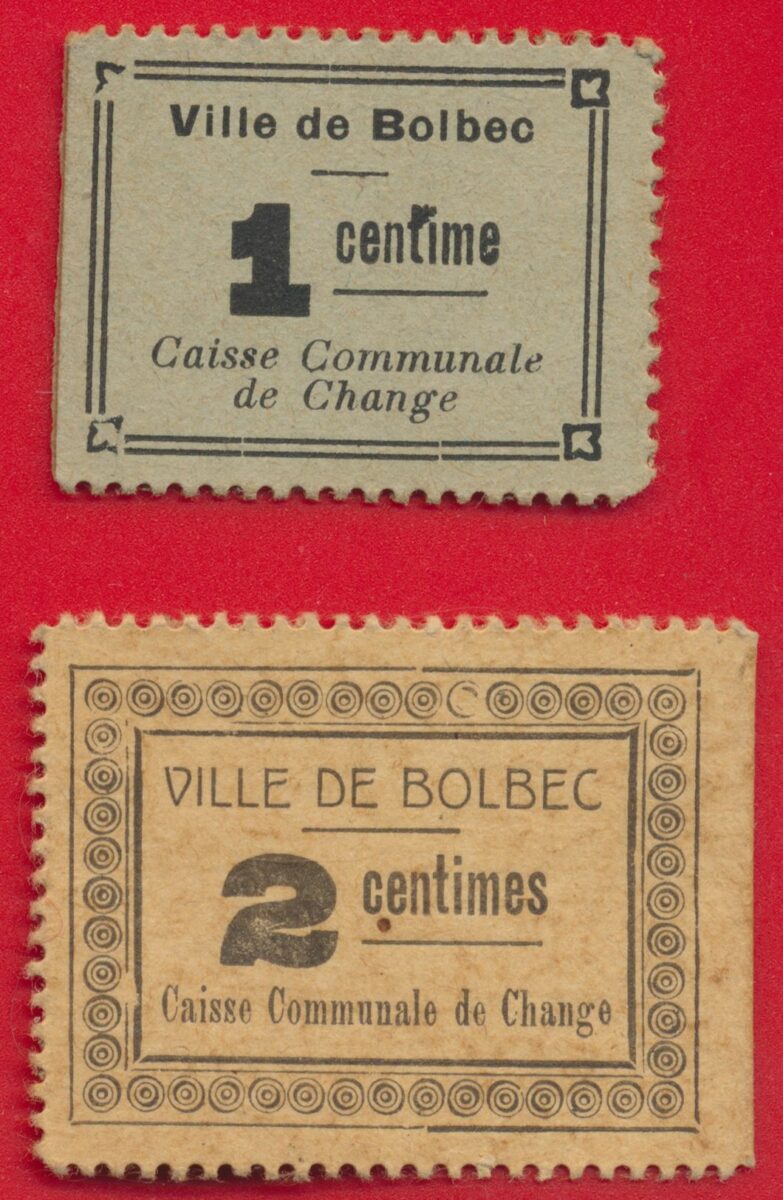 Ville de Bolbec
1 centime
Caisse Communale
de Change
VILLE DE BOLBEC
2 centimes
Caisse Communale de Change